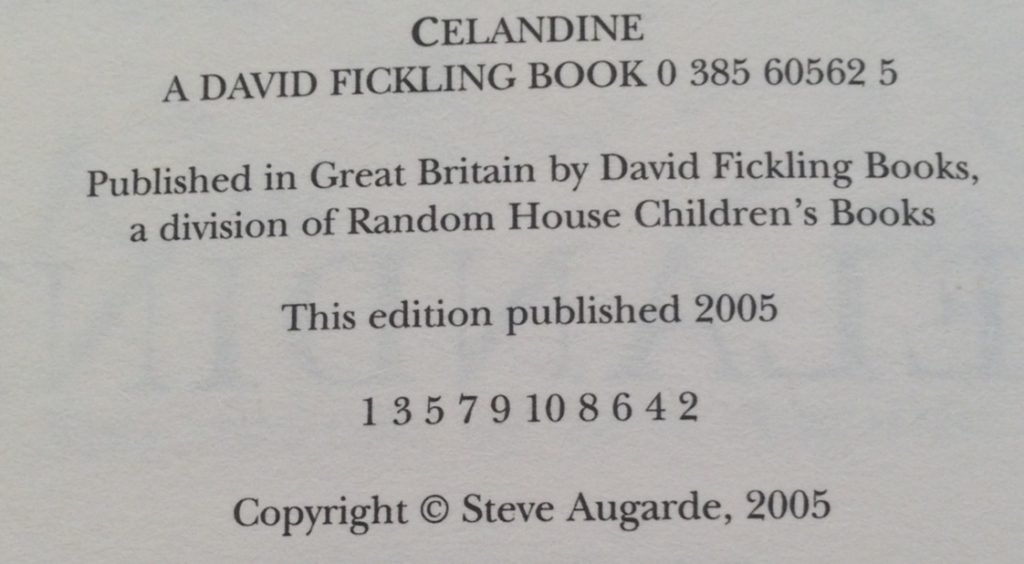 CELANDINE
A DAVID FICKLING BOOK 0 385 60562 5
Published in Great Britain by David Fickling Books,
a division of Random House Children's Books
This edition published 2005
1 3 5 7 9 10 8 6 4 2
Copyright © Steve Augarde, 2005